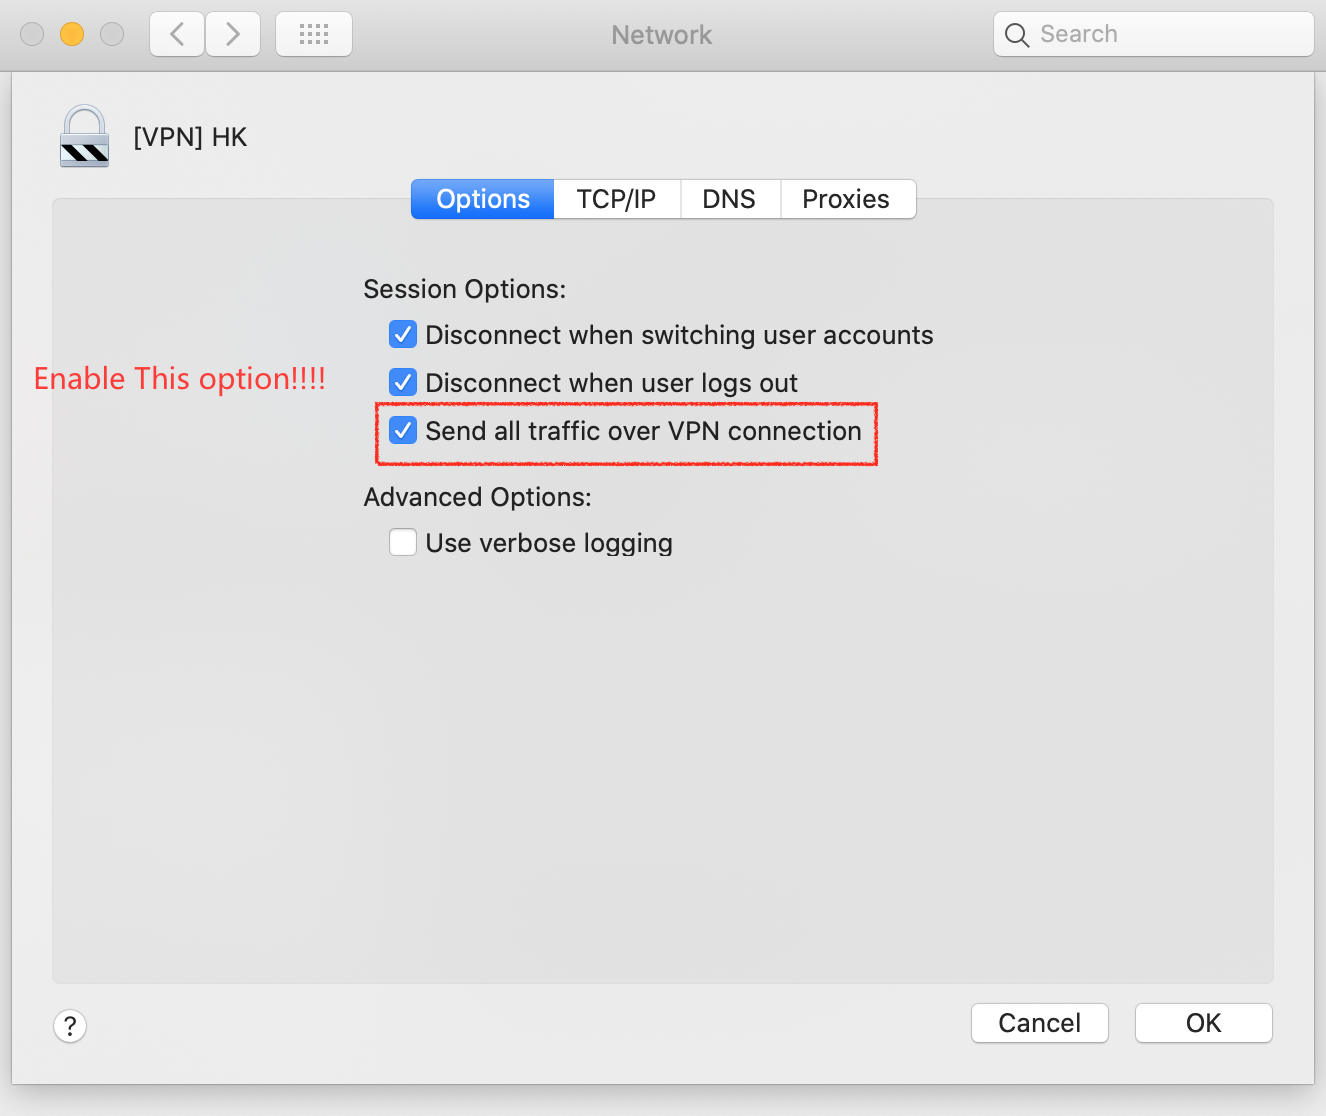 Network
Search
[VPN] HK
Options
TCP/IP
DNS
Proxies
Session Options:
Disconnect when switching user accounts
Enable This option!!!!
Disconnect when user logs out
Send all traffic over VPN connection
Advanced Options:
Use verbose logging
?
Cancel
OK